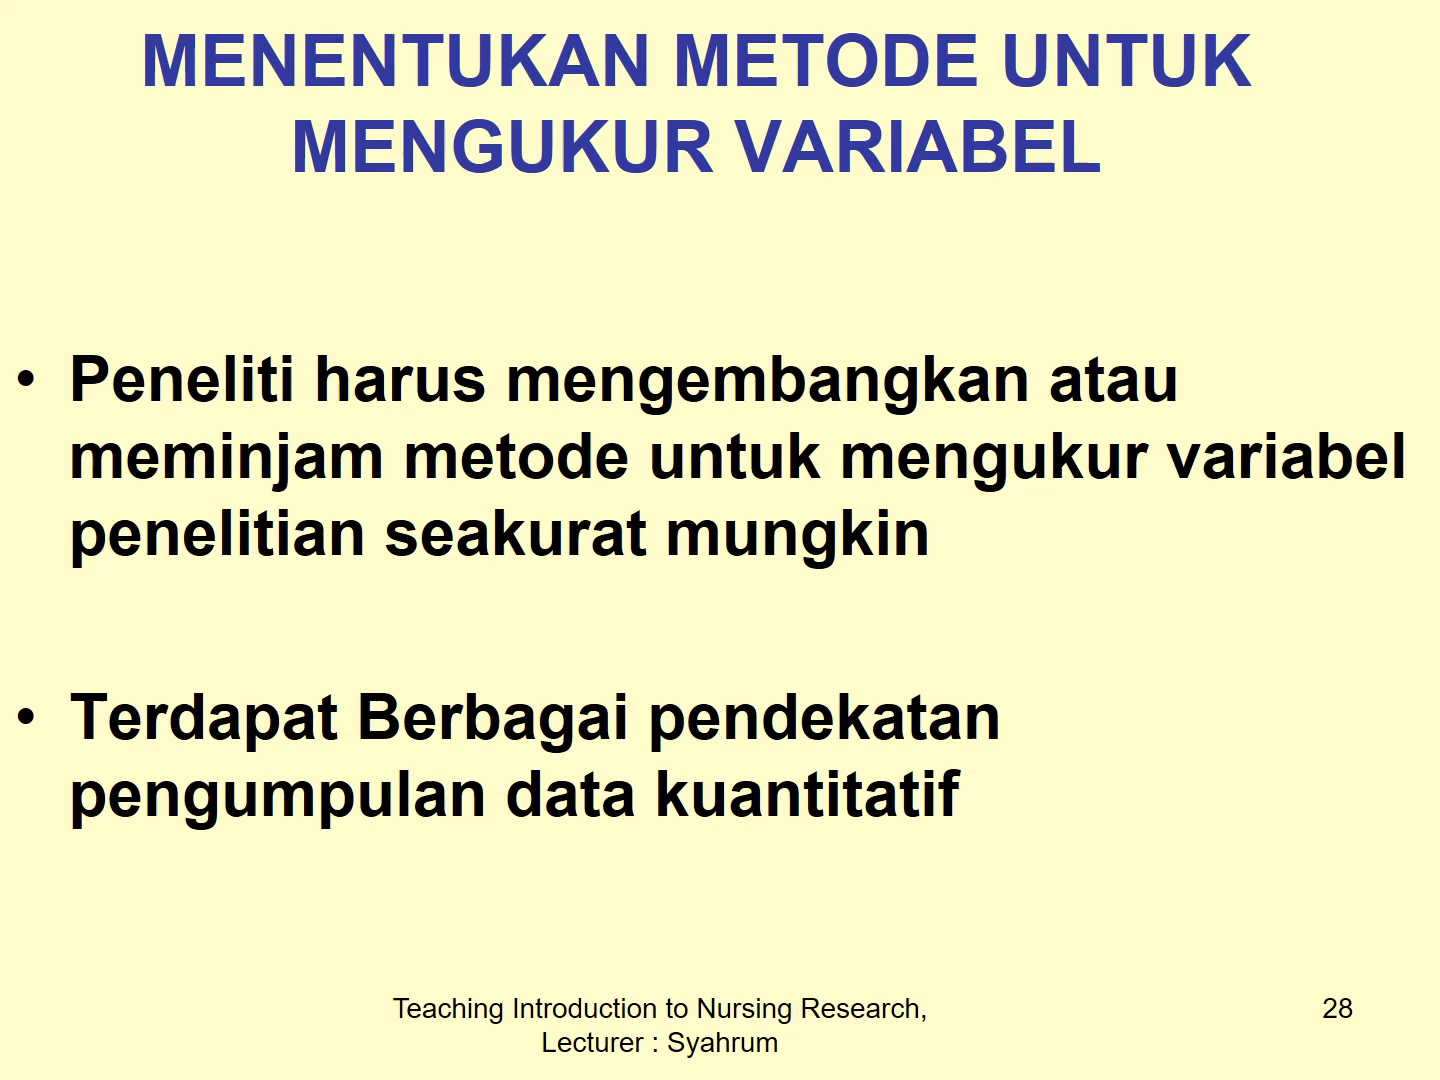 MENENTUKAN METODE UNTUK
MENGUKUR VARIABEL
• Peneliti harus mengembangkan atau
meminjam metode untuk mengukur variabel
penelitian seakurat mungkin
• Terdapat Berbagai pendekatan
pengumpulan data kuantitatif
Teaching Introduction to Nursing Research,
Lecturer : Syahrum
28